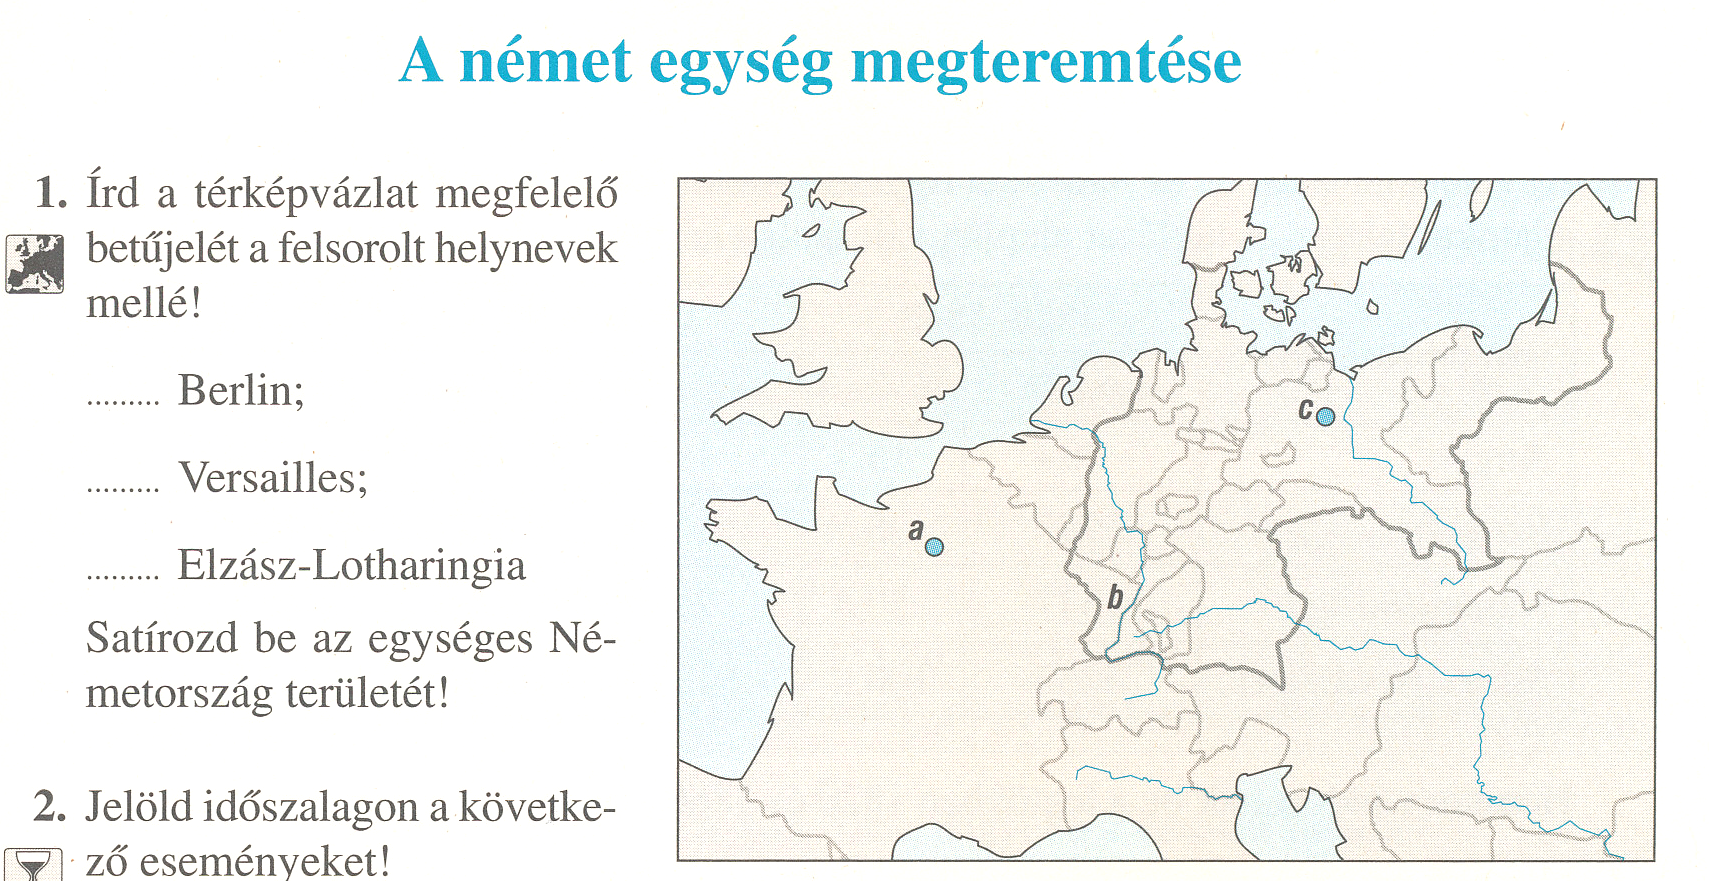 A német egység megteremtése
1. Írd a térképvázlat megfelelő
betűjelét a felsorolt helynevek
mellé!
......... Berlin;
......... Versailles;
......... Elzász-Lotharingia
Satírozd be az egységes Né-
metország területét!
2. Jelöld időszalagon a követke-
ző eseményeket!
a
b
c